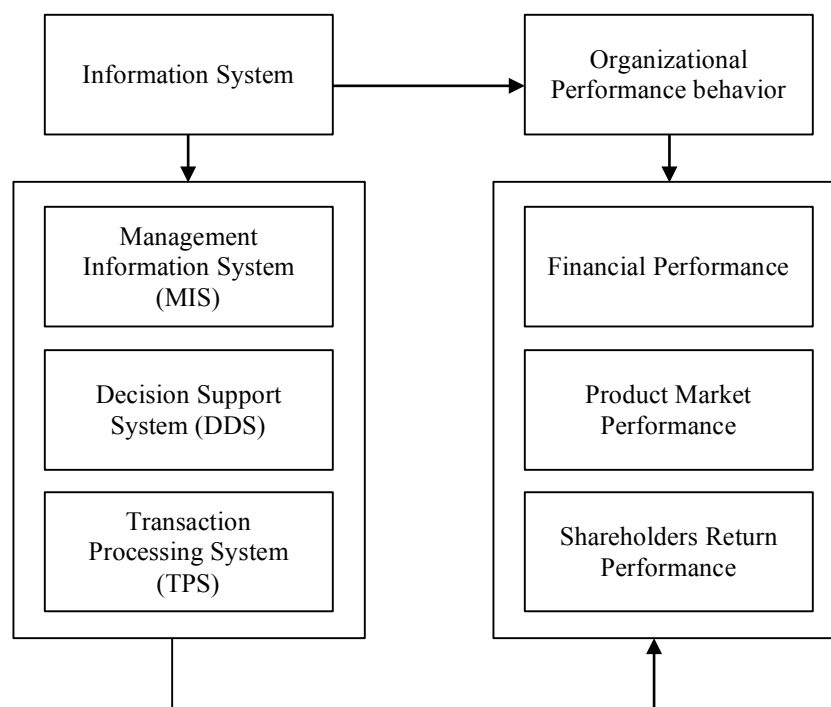 Information System
Organizational
Performance behavior
Management
Information System
(MIS)
Decision Support
System (DDS)
Transaction
Processing System
(TPS)
Financial Performance
Product Market
Performance
Shareholders Return
Performance